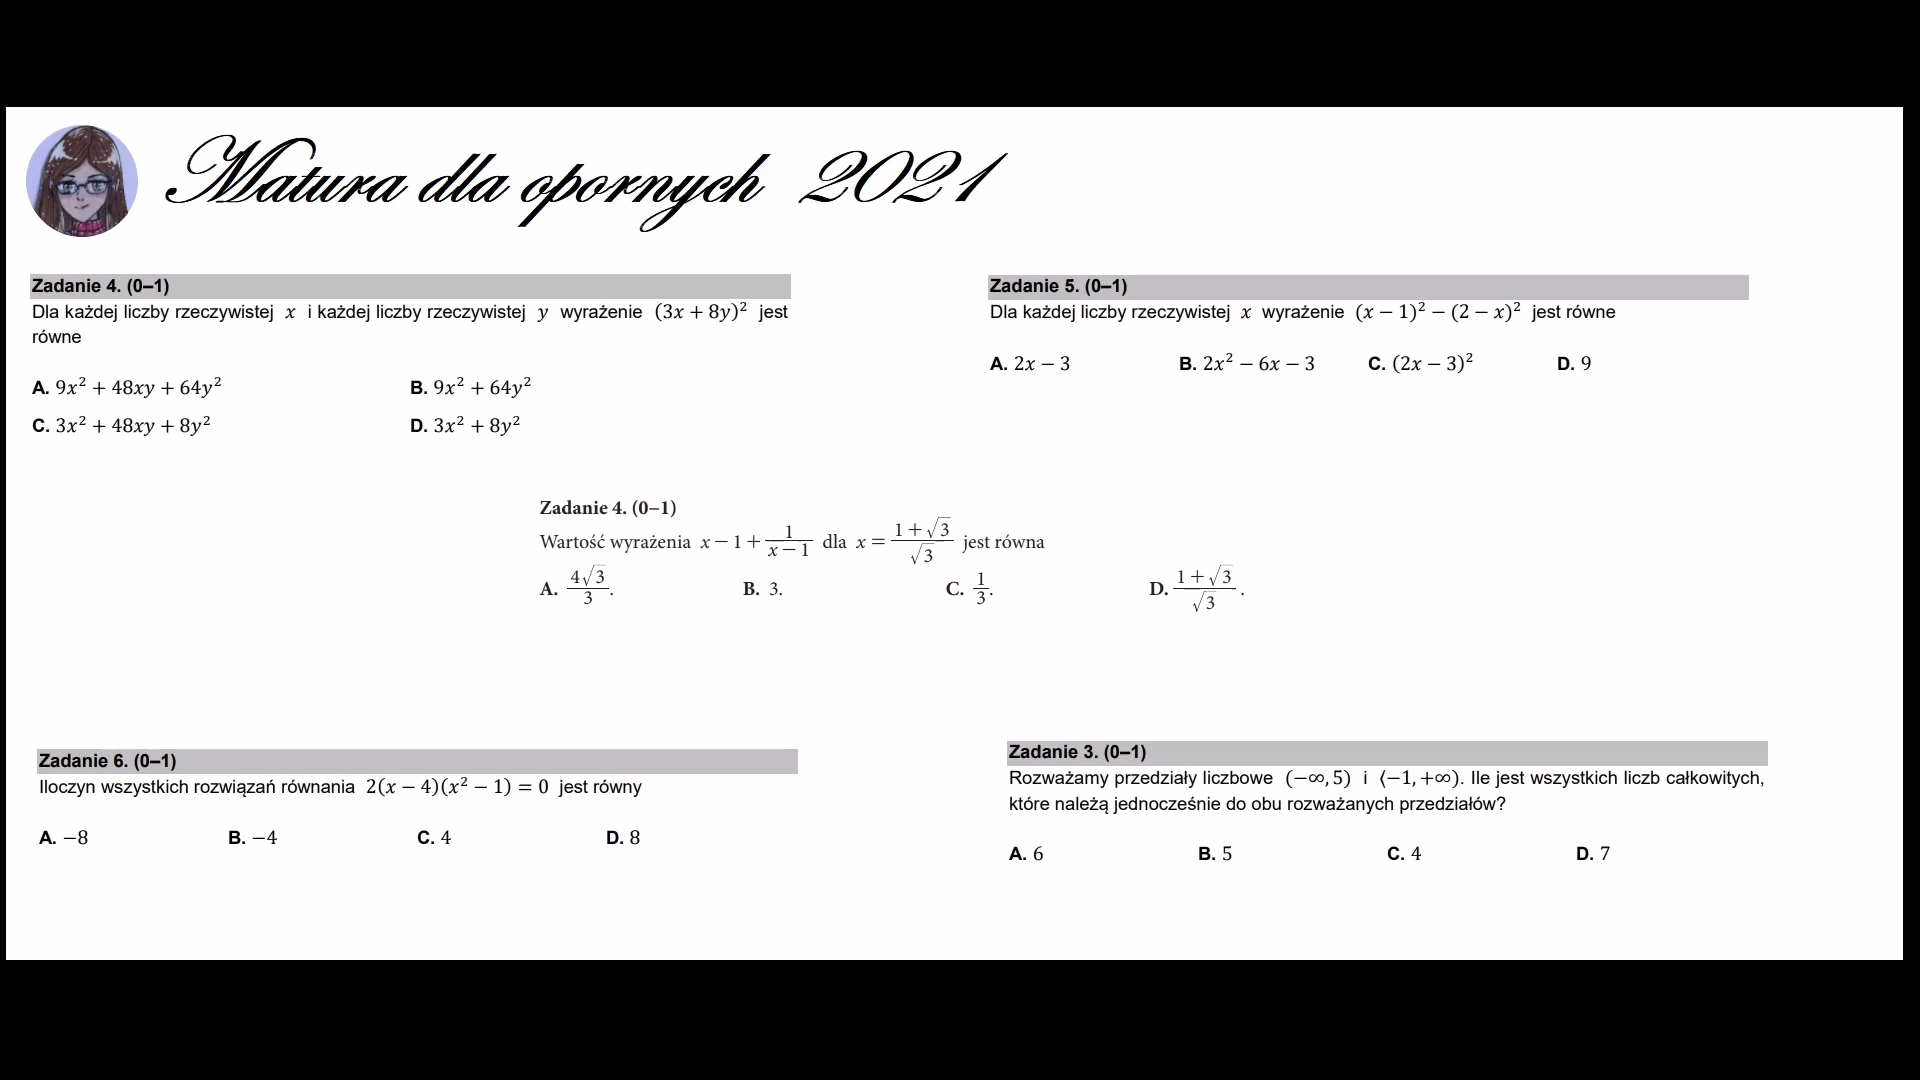 Matura dla opornych 2021
Zadanie 4. (0–1)
Dla każdej liczby rzeczywistej x i każdej liczby rzeczywistej y wyrażenie (3x + 8y)² jest
równe
A. 9x² + 48xy + 64y² B. 9x² + 64y²
C. 3x² + 48xy + 8y² D. 3x² + 8y²
Zadanie 5. (0–1)
Dla każdej liczby rzeczywistej x wyrażenie (x − 1)² − (2 − x)² jest równe
A. 2x − 3 B. 2x² − 6x − 3 C. (2x − 3)² D. 9
Zadanie 4. (0–1)
Wartość wyrażenia x − 1 + 1/(x − 1) dla x = (1 + √3)/√3 jest równa
A. 4√3/3. B. 3. C. 1/3. D. (1 + √3)/√3.
Zadanie 6. (0–1)
Iloczyn wszystkich rozwiązań równania 2(x − 4)(x² − 1) = 0 jest równy
A. −8 B. −4 C. 4 D. 8
Zadanie 3. (0–1)
Rozważamy przedziały liczbowe (−∞, 5) i ⟨−1, +∞). Ile jest wszystkich liczb całkowitych,
które należą jednocześnie do obu rozważanych przedziałów?
A. 6 B. 5 C. 4 D. 7